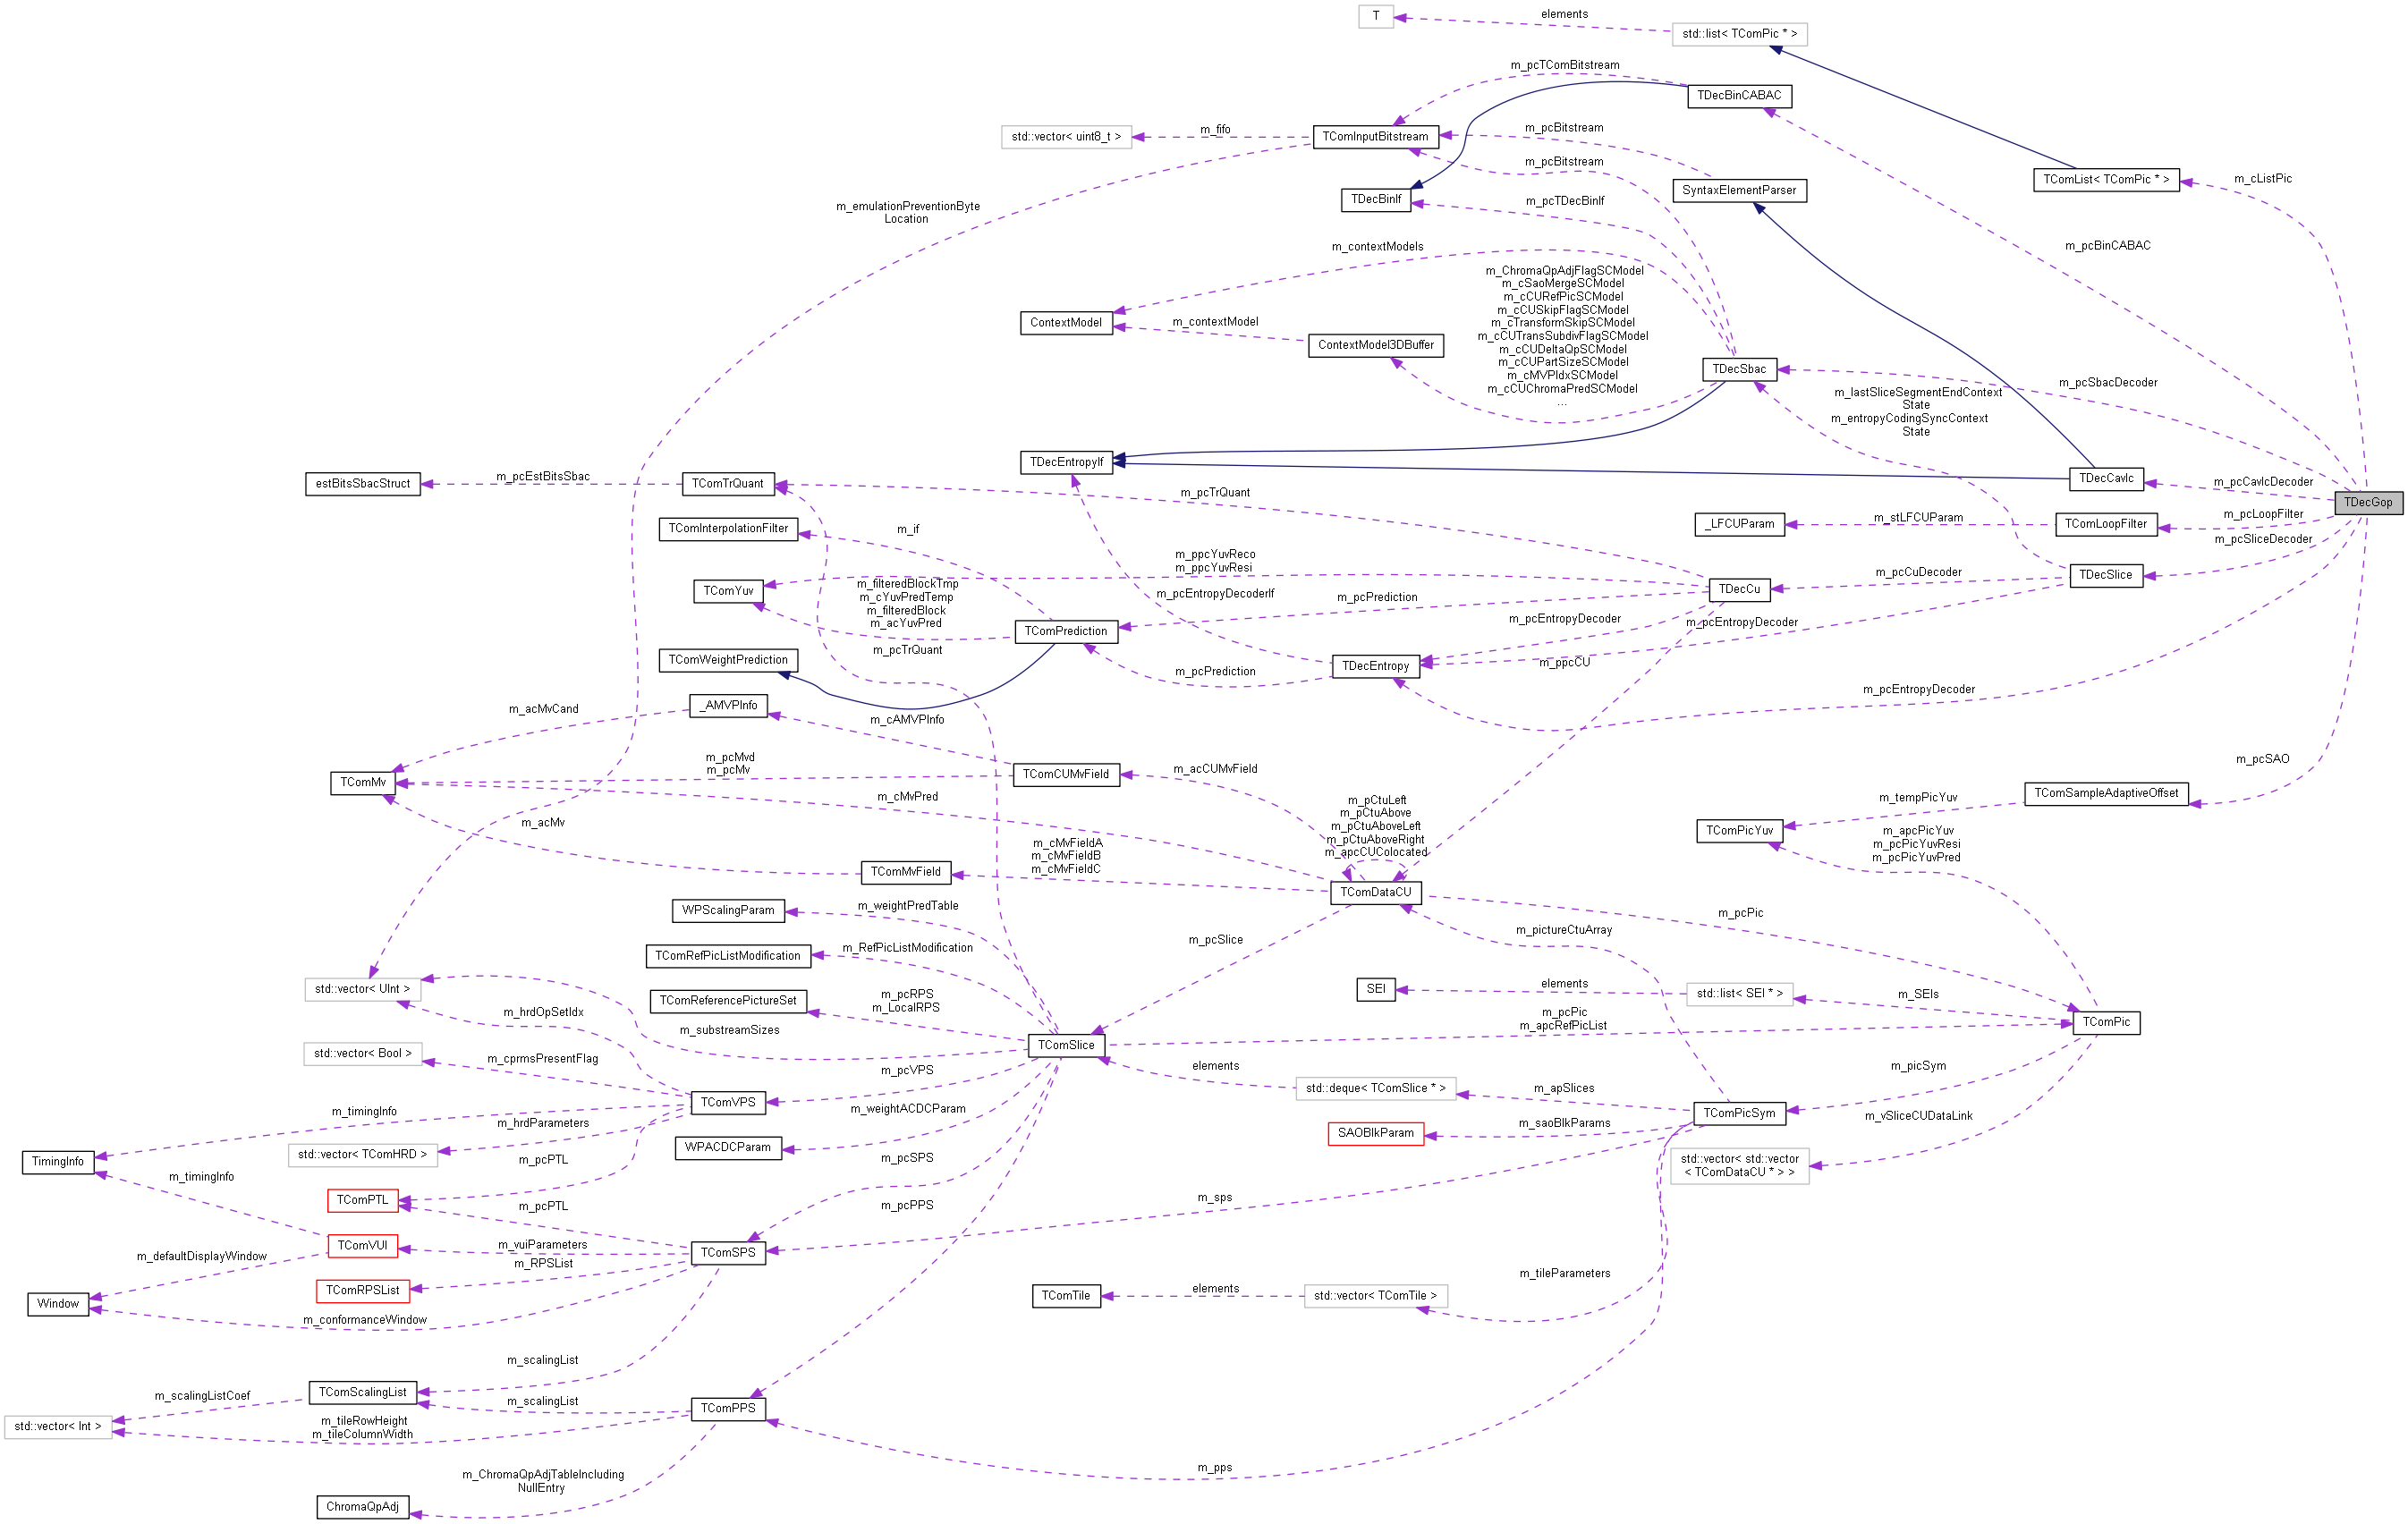 T
elements
std::list< TComPic * >
m_pcTComBitstream
TDecBinCABAC
std::vector< uint8_t >
m_fifo
TComInputBitstream
m_pcBitstream
m_pcBitstream
TComList< TComPic * >
m_cListPic
SyntaxElementParser
TDecBinIf
m_pcTDecBinIf
m_emulationPreventionByte
Location
m_contextModels
m_pcBinCABAC
m_ChromaQpAdjFlagSCModel
m_cSaoMergeSCModel
m_cCURefPicSCModel
m_cCUSkipFlagSCModel
m_cTransformSkipSCModel
m_cCUTransSubdivFlagSCModel
m_cCUDeltaQpSCModel
m_cCUPartSizeSCModel
m_cMVPIdxSCModel
m_cCUChromaPredSCModel
...
ContextModel
m_contextModel
ContextModel3DBuffer
TDecSbac
m_pcSbacDecoder
m_lastSliceSegmentEndContext
State
m_entropyCodingSyncContext
State
TDecEntropyIf
estBitsSbacStruct
m_pcEstBitsSbac
TComTrQuant
m_pcTrQuant
TDecCavlc
m_pcCavlcDecoder
TDecGop
TComInterpolationFilter
m_if
_LFCUParam
m_stLFCUParam
TComLoopFilter
m_pcLoopFilter
m_pcSliceDecoder
m_ppcYuvReco
m_ppcYuvResi
TComYuv
m_filteredBlockTmp
m_cYuvPredTemp
m_filteredBlock
m_acYuvPred
m_pcEntropyDecoderIf
m_pcPrediction
TDecCu
m_pcCuDecoder
TDecSlice
TComPrediction
m_pcEntropyDecoder
m_pcEntropyDecoder
m_pcTrQuant
TComWeightPrediction
m_pcPrediction
TDecEntropy
m_ppcCU
m_pcEntropyDecoder
_AMVPInfo
m_acMvCand
m_cAMVPInfo
m_pcMvd
m_pcMv
TComMv
TComCUMvField
m_acCUMvField
m_pcSAO
m_cMvPred
m_pCtuLeft
m_pCtuAbove
m_pCtuAboveLeft
m_pCtuAboveRight
m_apcCUColocated
m_tempPicYuv
TComSampleAdaptiveOffset
m_acMv
TComPicYuv
m_apcPicYuv
m_pcPicYuvResi
m_pcPicYuvPred
m_cMvFieldA
m_cMvFieldB
m_cMvFieldC
TComMvField
TComDataCU
WPScalingParam
m_weightPredTable
m_pcPic
m_pictureCtuArray
TComRefPicListModification
m_RefPicListModification
m_pcSlice
std::vector< UInt >
TComReferencePictureSet
m_pcRPS
m_LocalRPS
SEI
elements
std::list< SEI * >
m_SEIs
m_hrdOpSetIdx
m_substreamSizes
m_pcPic
m_apcRefPicList
TComPic
std::vector< Bool >
m_cprmsPresentFlag
TComSlice
m_pcVPS
elements
std::deque< TComSlice * >
m_apSlices
m_picSym
TComVPS
m_weightACDCParam
m_timingInfo
m_hrdParameters
TComPicSym
m_vSliceCUDataLink
SAOBlkParam
m_saoBlkParams
WPACDCParam
TimingInfo
std::vector< TComHRD >
m_pcPTL
m_pcSPS
std::vector< std::vector
< TComDataCU * > >
m_timingInfo
TComPTL
m_pcPTL
m_pcPPS
m_sps
TComVUI
m_vuiParameters
TComSPS
m_defaultDisplayWindow
m_RPSList
TComRPSList
m_tileParameters
Window
m_conformanceWindow
TComTile
elements
std::vector< TComTile >
m_scalingList
m_scalingListCoef
TComScalingList
m_scalingList
TComPPS
std::vector< Int >
m_tileRowHeight
m_tileColumnWidth
m_ChromaQpAdjTableIncluding
NullEntry
m_pps
ChromaQpAdj